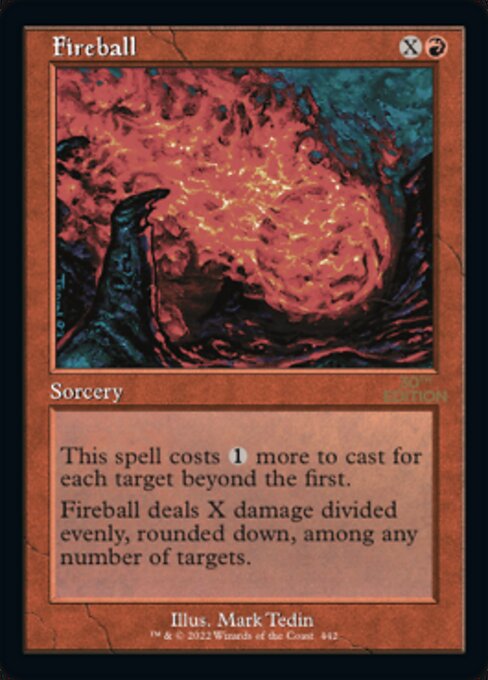 Fireball
X
Sorcery
30TH
EDITION
This spell costs 1 more to cast for
each target beyond the first.
Fireball deals X damage divided
evenly, rounded down, among any
number of targets.
Illus. Mark Tedin
™ & © 2022 Wizards of the Coast 442